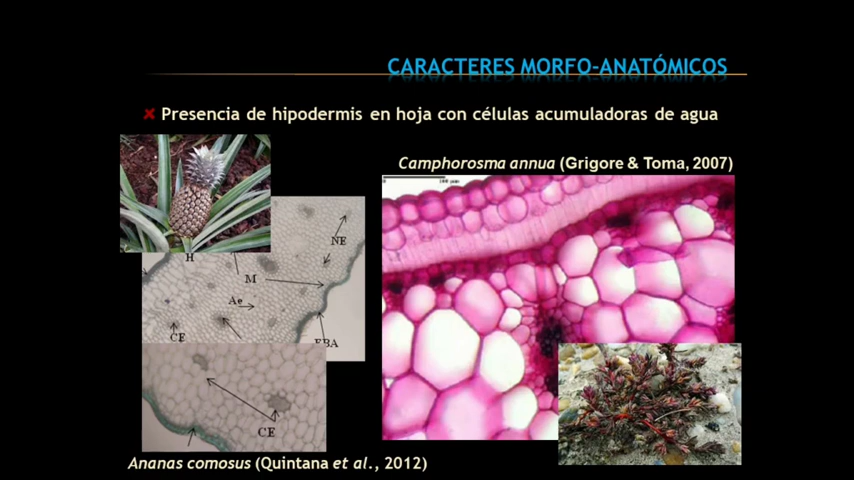 CARACTERES MORFO-ANATÓMICOS
Presencia de hipodermis en hoja con células acumuladoras de agua
Camphorosma annua (Grigore & Toma, 2007)
NE
H
M
Ae
CE
CE
Ananas comosus (Quintana et al., 2012)